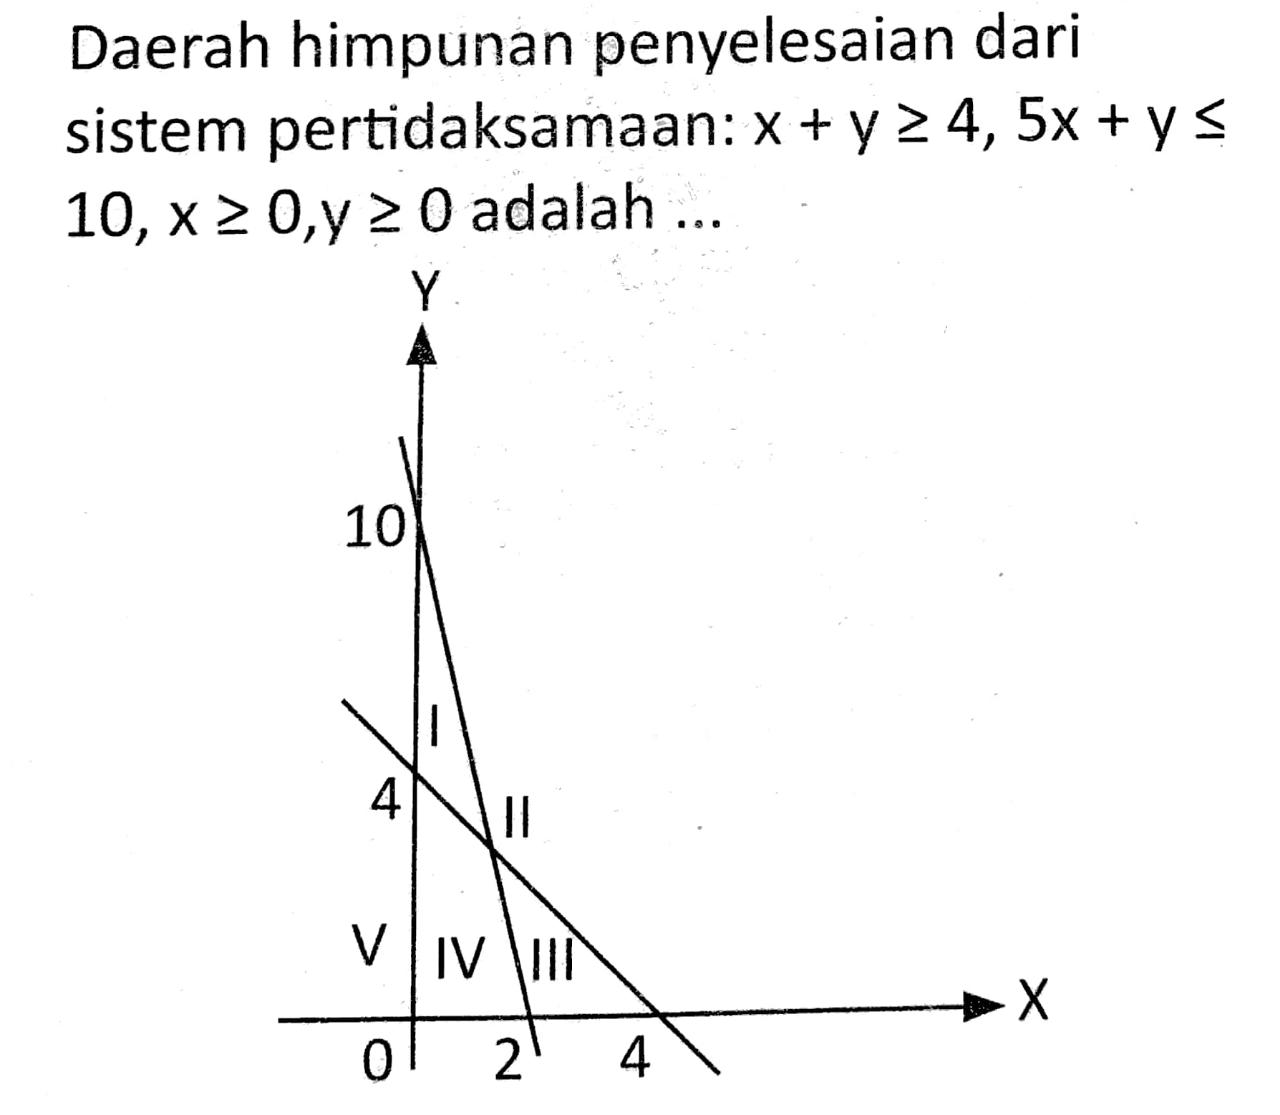 Daerah himpunan penyelesaian dari
sistem pertidaksamaan: x + y ≥ 4, 5x + y ≤
10, x ≥ 0,y ≥ 0 adalah ...
Y
10
I
4
II
V IV III
X
0 2 4